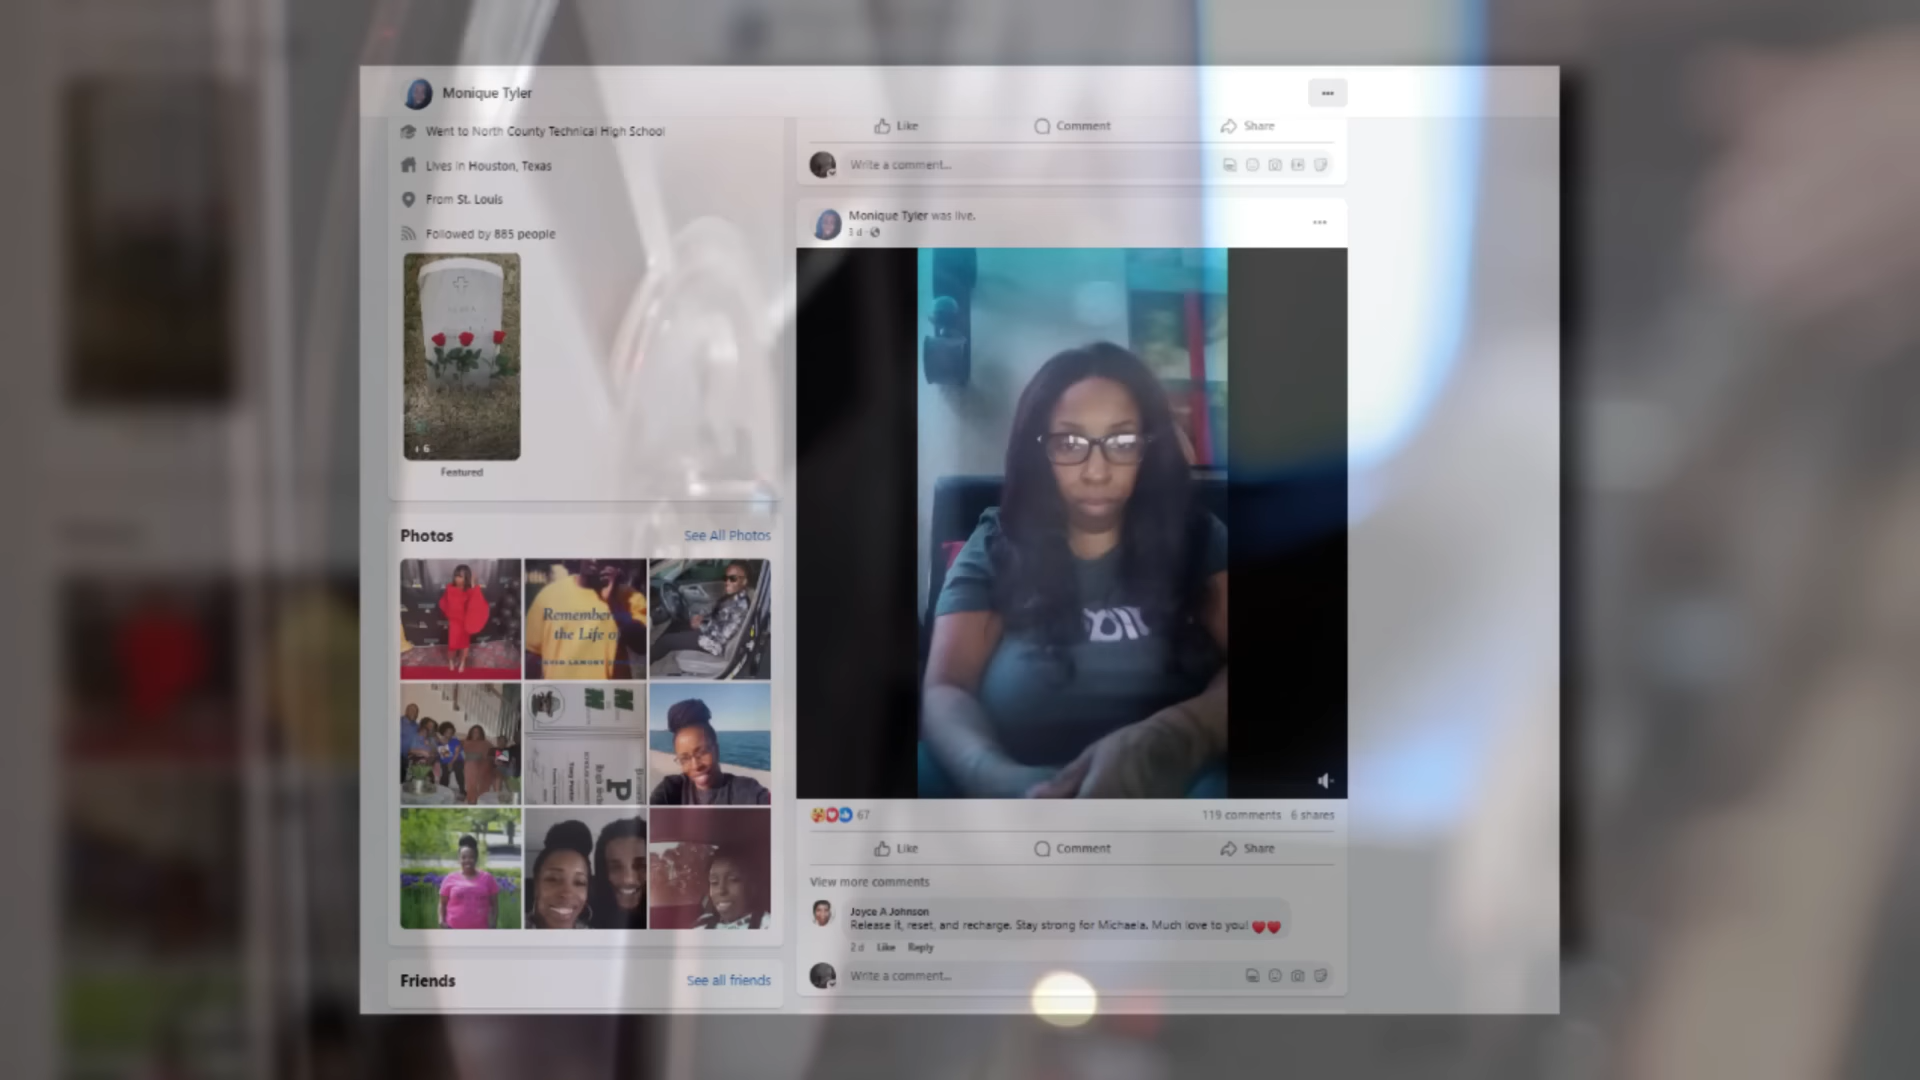 Monique Tyler
Went to North County Technical High School
Lives in Houston, Texas
From St. Louis
Followed by 885 people
6
Featured
Photos
See All Photos
Remember
the Life o
Friends
See all friends
Like
Comment
Share
Write a comment...
Monique Tyler was live.
3 d
67
119 comments
6 shares
Like
Comment
Share
View more comments
Joyce A Johnson
Release it, reset, and recharge. Stay strong for Michaela. Much love to you!
2 d
Like
Reply
Write a comment...